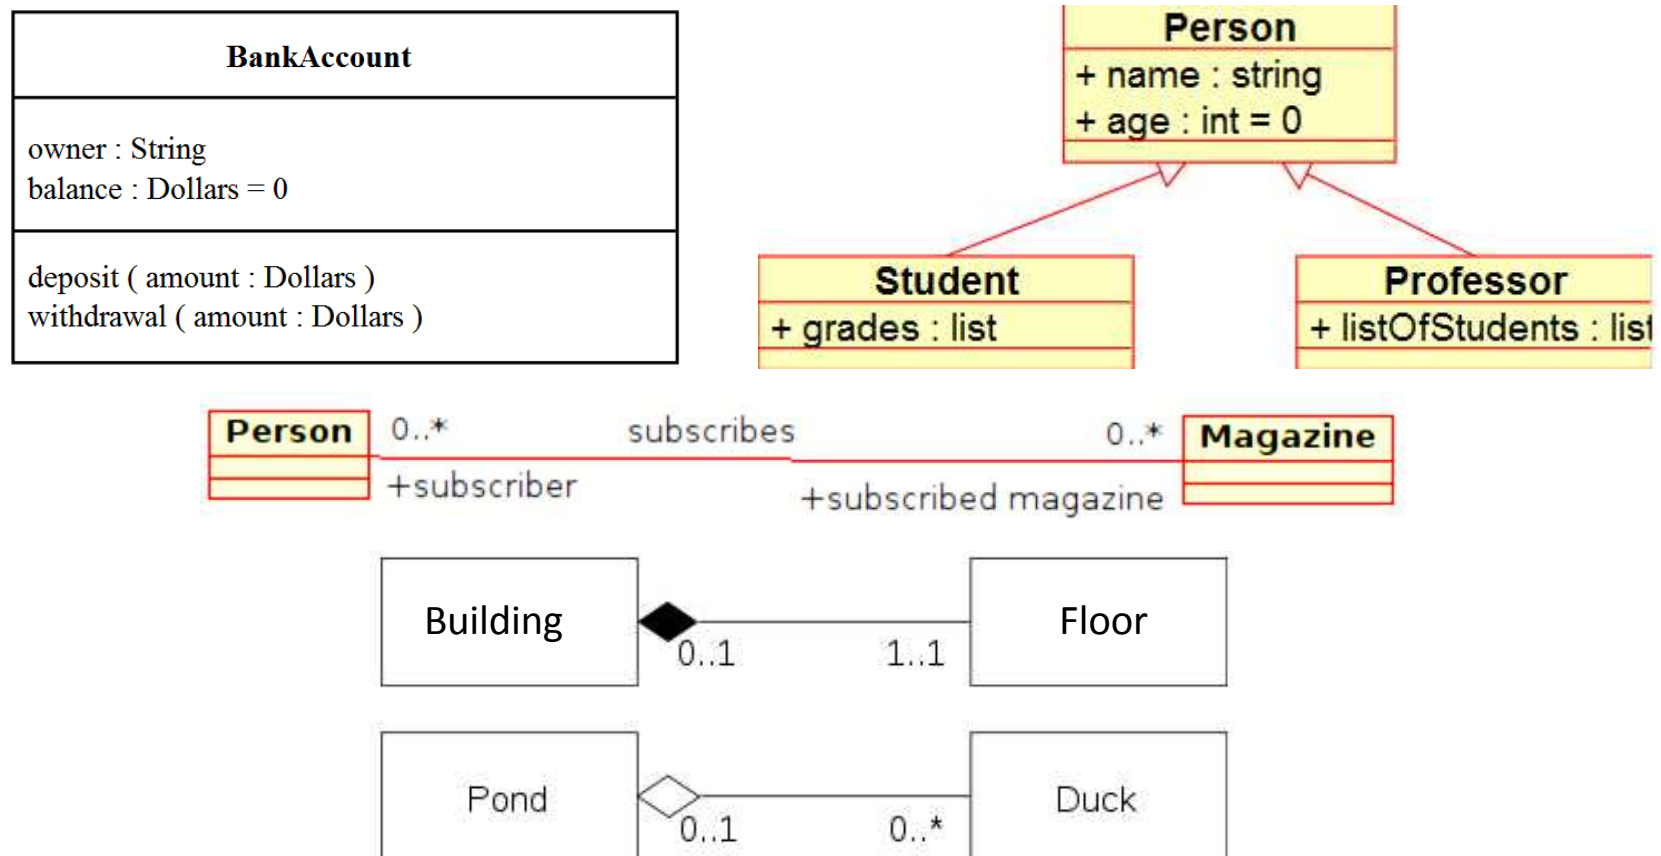 BankAccount
owner : String
balance : Dollars = 0
deposit ( amount : Dollars )
withdrawal ( amount : Dollars )
Person
+ name : string
+ age : int = 0
Student
+ grades : list
Professor
+ listOfStudents : list
Person
0..*
subscribes
0..*
Magazine
+subscriber
+subscribed magazine
Building
0..1
1..1
Floor
Pond
0..1
0..*
Duck